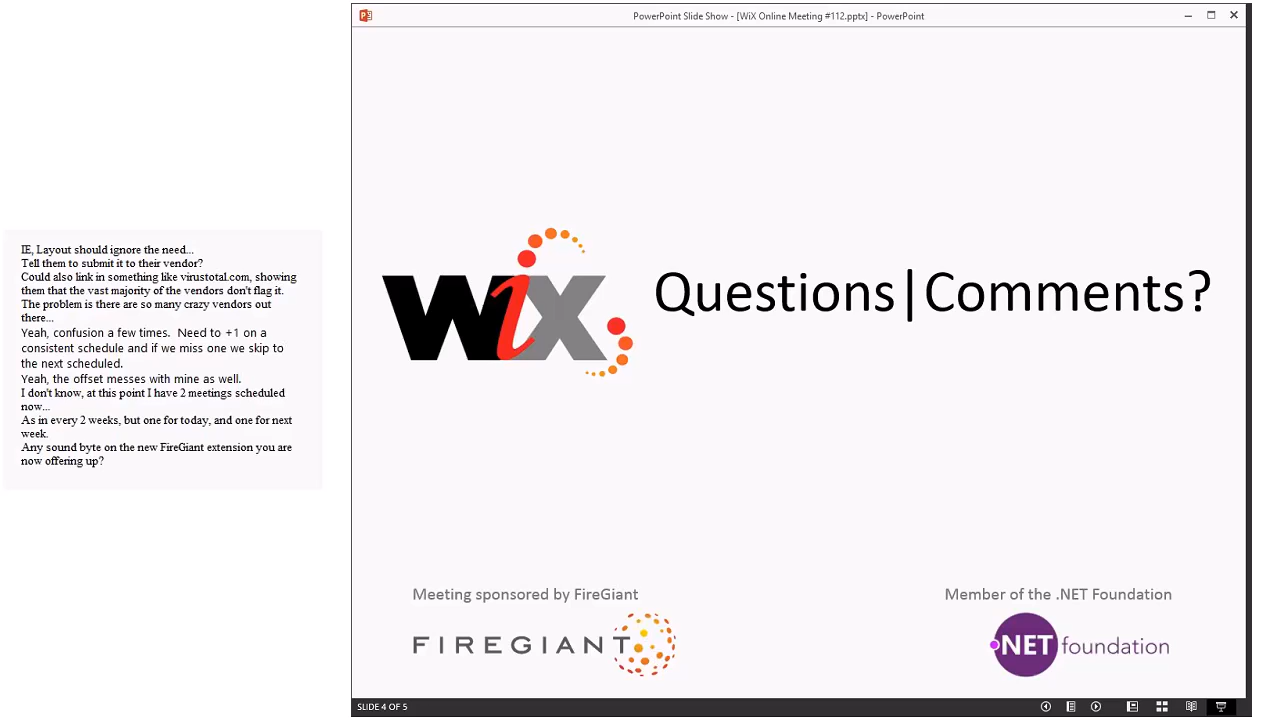 PowerPoint Slide Show - [WiX Online Meeting #112.pptx] - PowerPoint
IE, Layout should ignore the need...
Tell them to submit it to their vendor?
Could also link in something like virustotal.com, showing
them that the vast majority of the vendors don't flag it.
The problem is there are so many crazy vendors out
there...
Yeah, confusion a few times.  Need to +1 on a
consistent schedule and if we miss one we skip to
the next scheduled.
Yeah, the offset messes with mine as well.
I don't know, at this point I have 2 meetings scheduled
now...
As in every 2 weeks, but one for today, and one for next
week.
Any sound byte on the new FireGiant extension you are
now offering up?
WiX
Questions|Comments?
Meeting sponsored by FireGiant
FIREGIANT
Member of the .NET Foundation
.NET foundation
SLIDE 4 OF 5